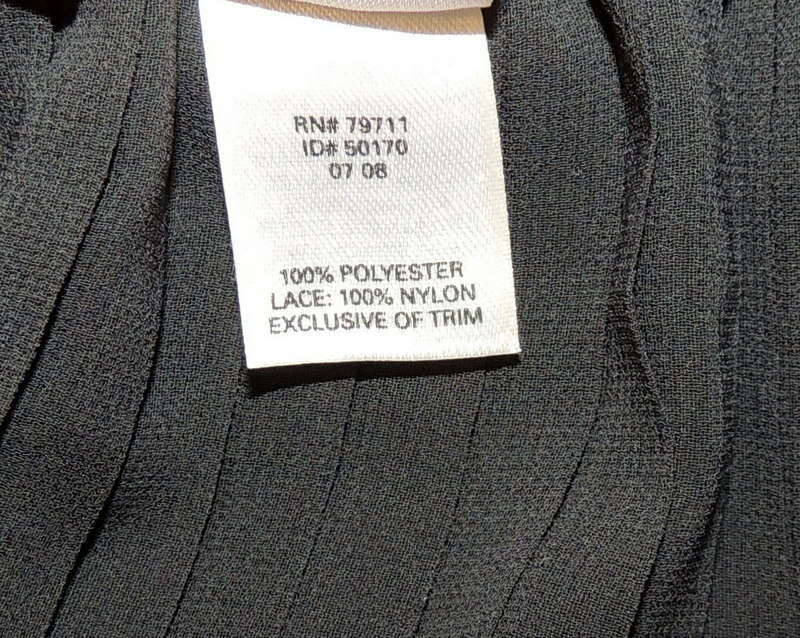 RN# 79711
ID# 50170
07 08
100% POLYESTER
LACE: 100% NYLON
EXCLUSIVE OF TRIM